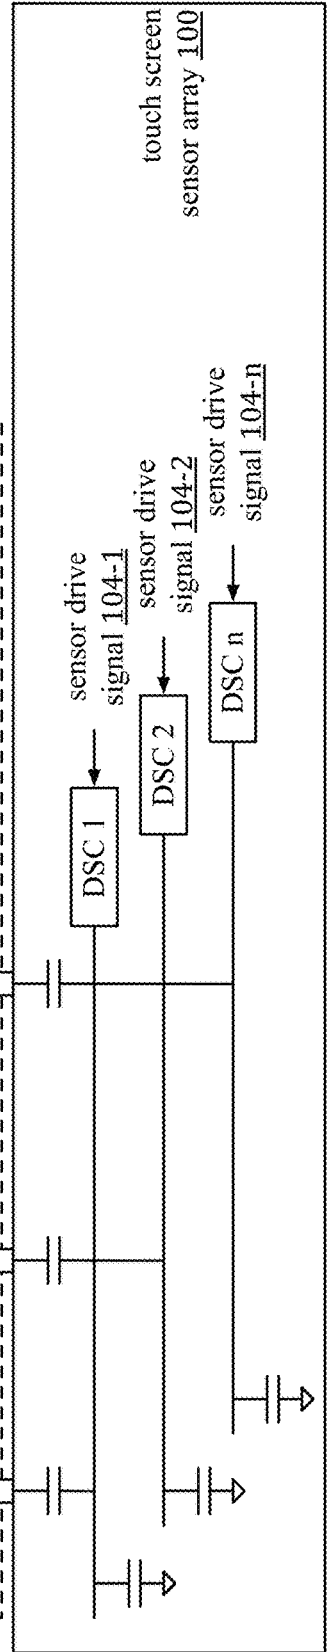 touch screen
sensor array 100
sensor drive
signal 104-1
sensor drive
signal 104-2
sensor drive
signal 104-n
DSC 1
DSC 2
DSC n